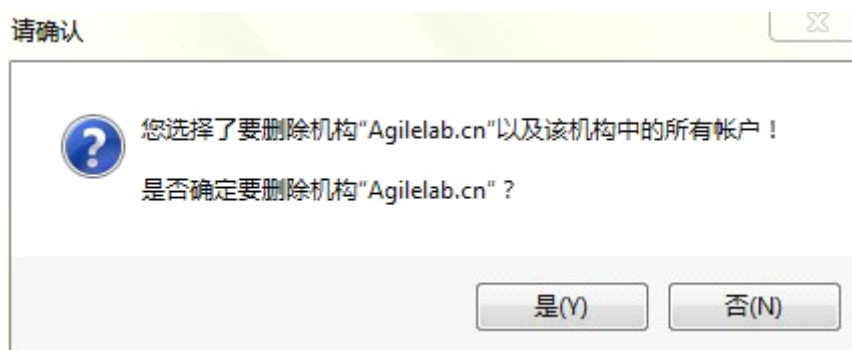 请确认
您选择了要删除机构"Agilelab.cn"以及该机构中的所有帐户！
是否确定要删除机构"Agilelab.cn"？
是(Y)
否(N)